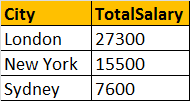 City TotalSalary
London 27300
New York 15500
Sydney 7600